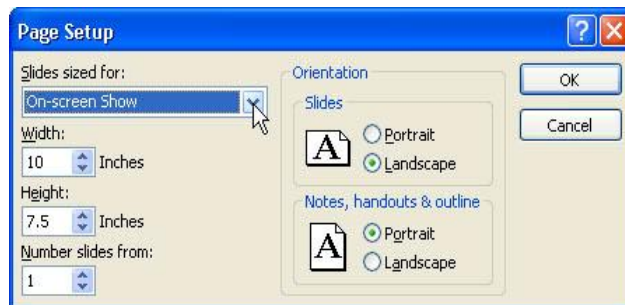 Page Setup
Slides sized for:
On-screen Show
Width:
10 Inches
Height:
7.5 Inches
Number slides from:
1
Orientation
Slides
A
Portrait
Landscape
Notes, handouts & outline
A
Portrait
Landscape
OK
Cancel